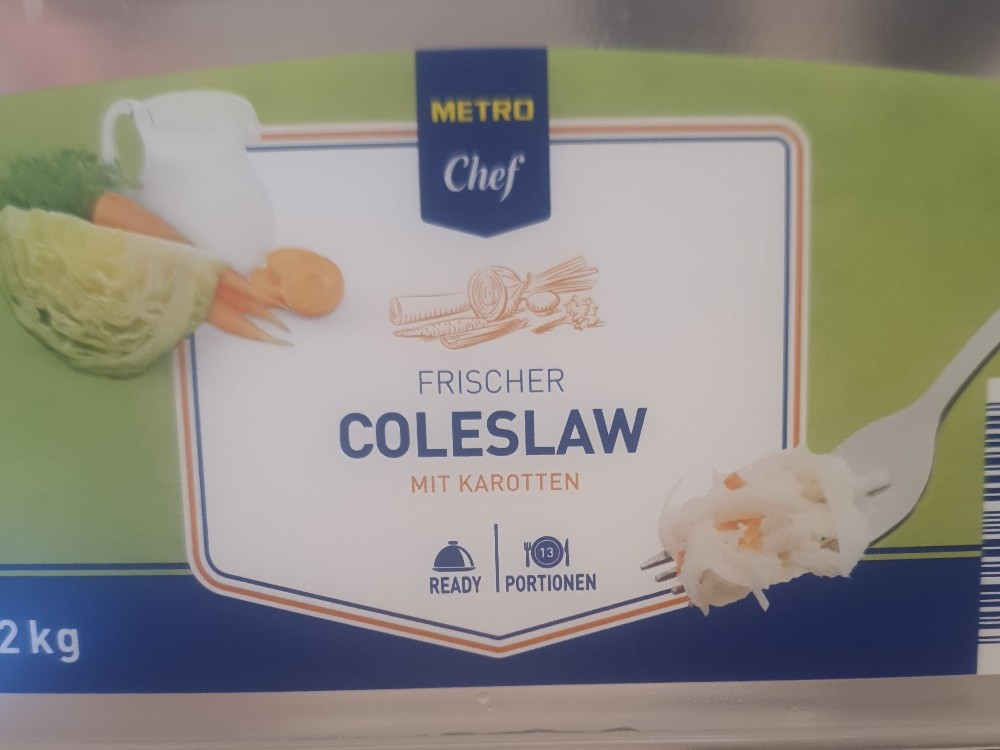 METRO
Chef
FRISCHER
COLESLAW
MIT KAROTTEN
13
READY
PORTIONEN
2 kg